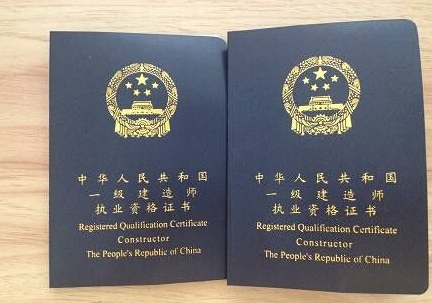 中华人民共和国
一级建造师
执业资格证书
Registered Qualification Certificate
Constructor
The People's Republic of China
中华人民共和国
一级建造师
执业资格证书
Registered Qualification Certificate
Constructor
The People's Republic of China